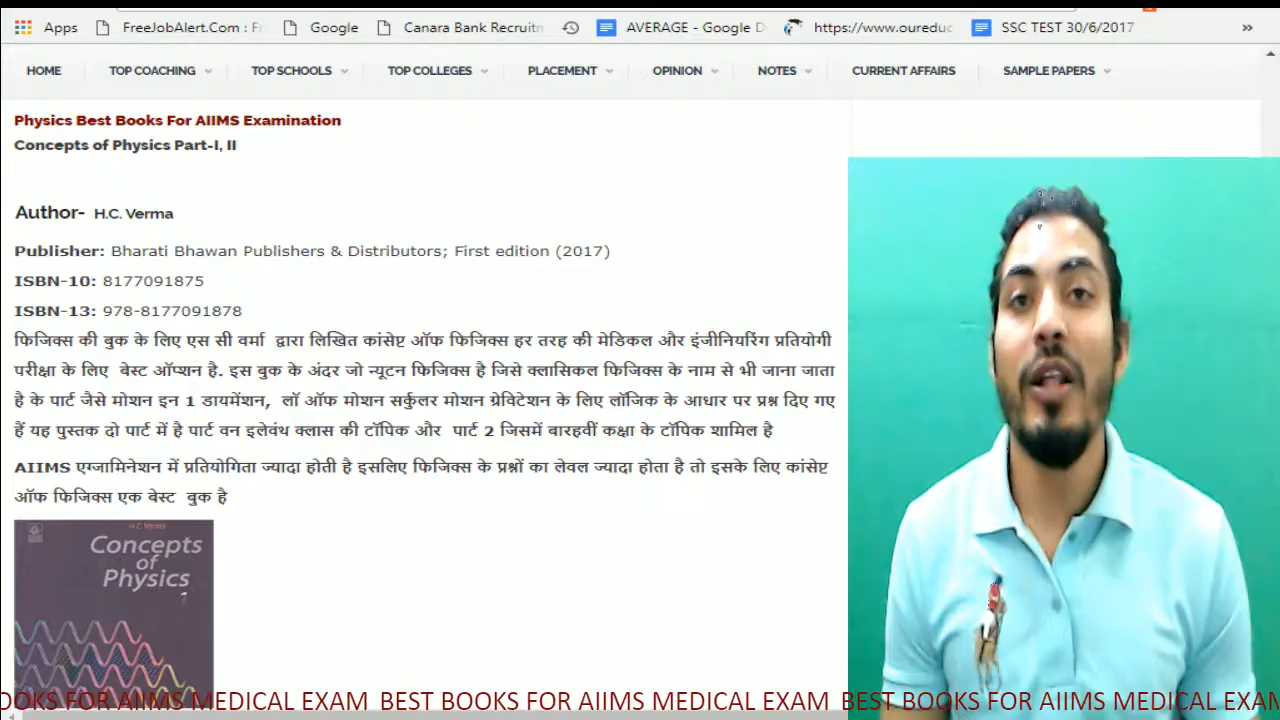 Apps FreeJobAlert.Com : Fr Google Canara Bank Recruitm AVERAGE - Google D https://www.oureduc SSC TEST 30/6/2017 »
HOME TOP COACHING TOP SCHOOLS TOP COLLEGES PLACEMENT OPINION NOTES CURRENT AFFAIRS SAMPLE PAPERS
Physics Best Books For AIIMS Examination
Concepts of Physics Part-I, II
Author- H.C. Verma
Publisher: Bharati Bhawan Publishers & Distributors; First edition (2017)
ISBN-10: 8177091875
ISBN-13: 978-8177091878
फिजिक्स की बुक के लिए एस सी वर्मा द्वारा लिखित कांसेप्ट ऑफ फिजिक्स हर तरह की मेडिकल और इंजीनियरिंग प्रतियोगी
परीक्षा के लिए बेस्ट ऑप्शन है. इस बुक के अंदर जो न्यूटन फिजिक्स है जिसे क्लासिकल फिजिक्स के नाम से भी जाना जाता
है के पार्ट जैसे मोशन इन 1 डायमेंशन, लॉ ऑफ मोशन सर्कुलर मोशन ग्रेविटेशन के लिए लॉजिक के आधार पर प्रश्न दिए गए
हैं यह पुस्तक दो पार्ट में है पार्ट वन इलेवंथ क्लास की टॉपिक और पार्ट 2 जिसमें बारहवीं कक्षा के टॉपिक शामिल है
AIIMS एग्जामिनेशन में प्रतियोगिता ज्यादा होती है इसलिए फिजिक्स के प्रश्नों का लेवल ज्यादा होता है तो इसके लिए कांसेप्ट
ऑफ फिजिक्स एक बेस्ट बुक है
H C Verma
Concepts
of
Physics
1
OOKS FOR AIIMS MEDICAL EXAM BEST BOOKS FOR AIIMS MEDICAL EXAM BEST BOOKS FOR AIIMS MEDICAL EXAM